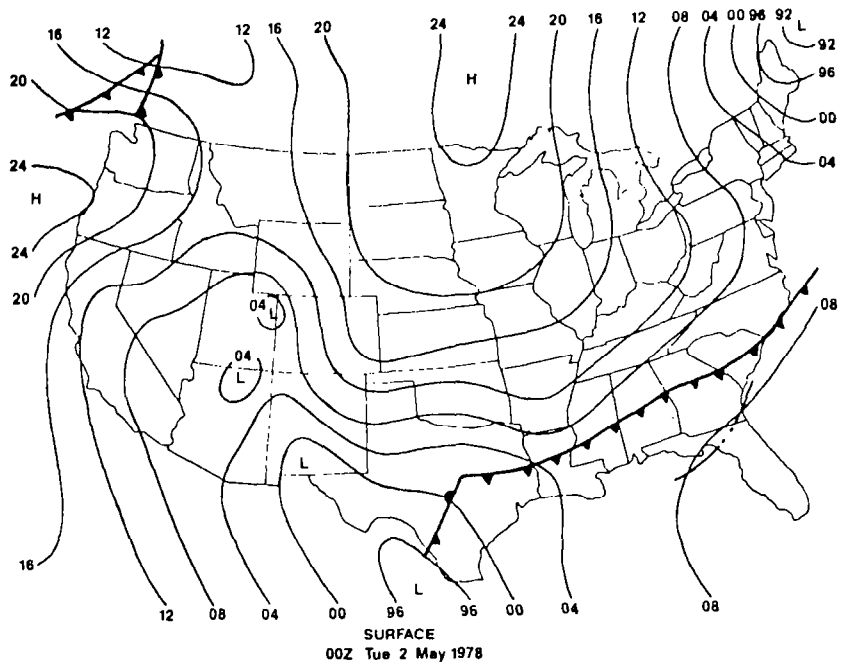 16 12 12 16 20 24 24 20 16 12 08 04 00 96 92
L
92
20
H
96
00
24
04
H
24
20
04
L
08
04
L
L
16
12 08 04 00 96 L 96 00 04 08
SURFACE
00Z Tue 2 May 1978